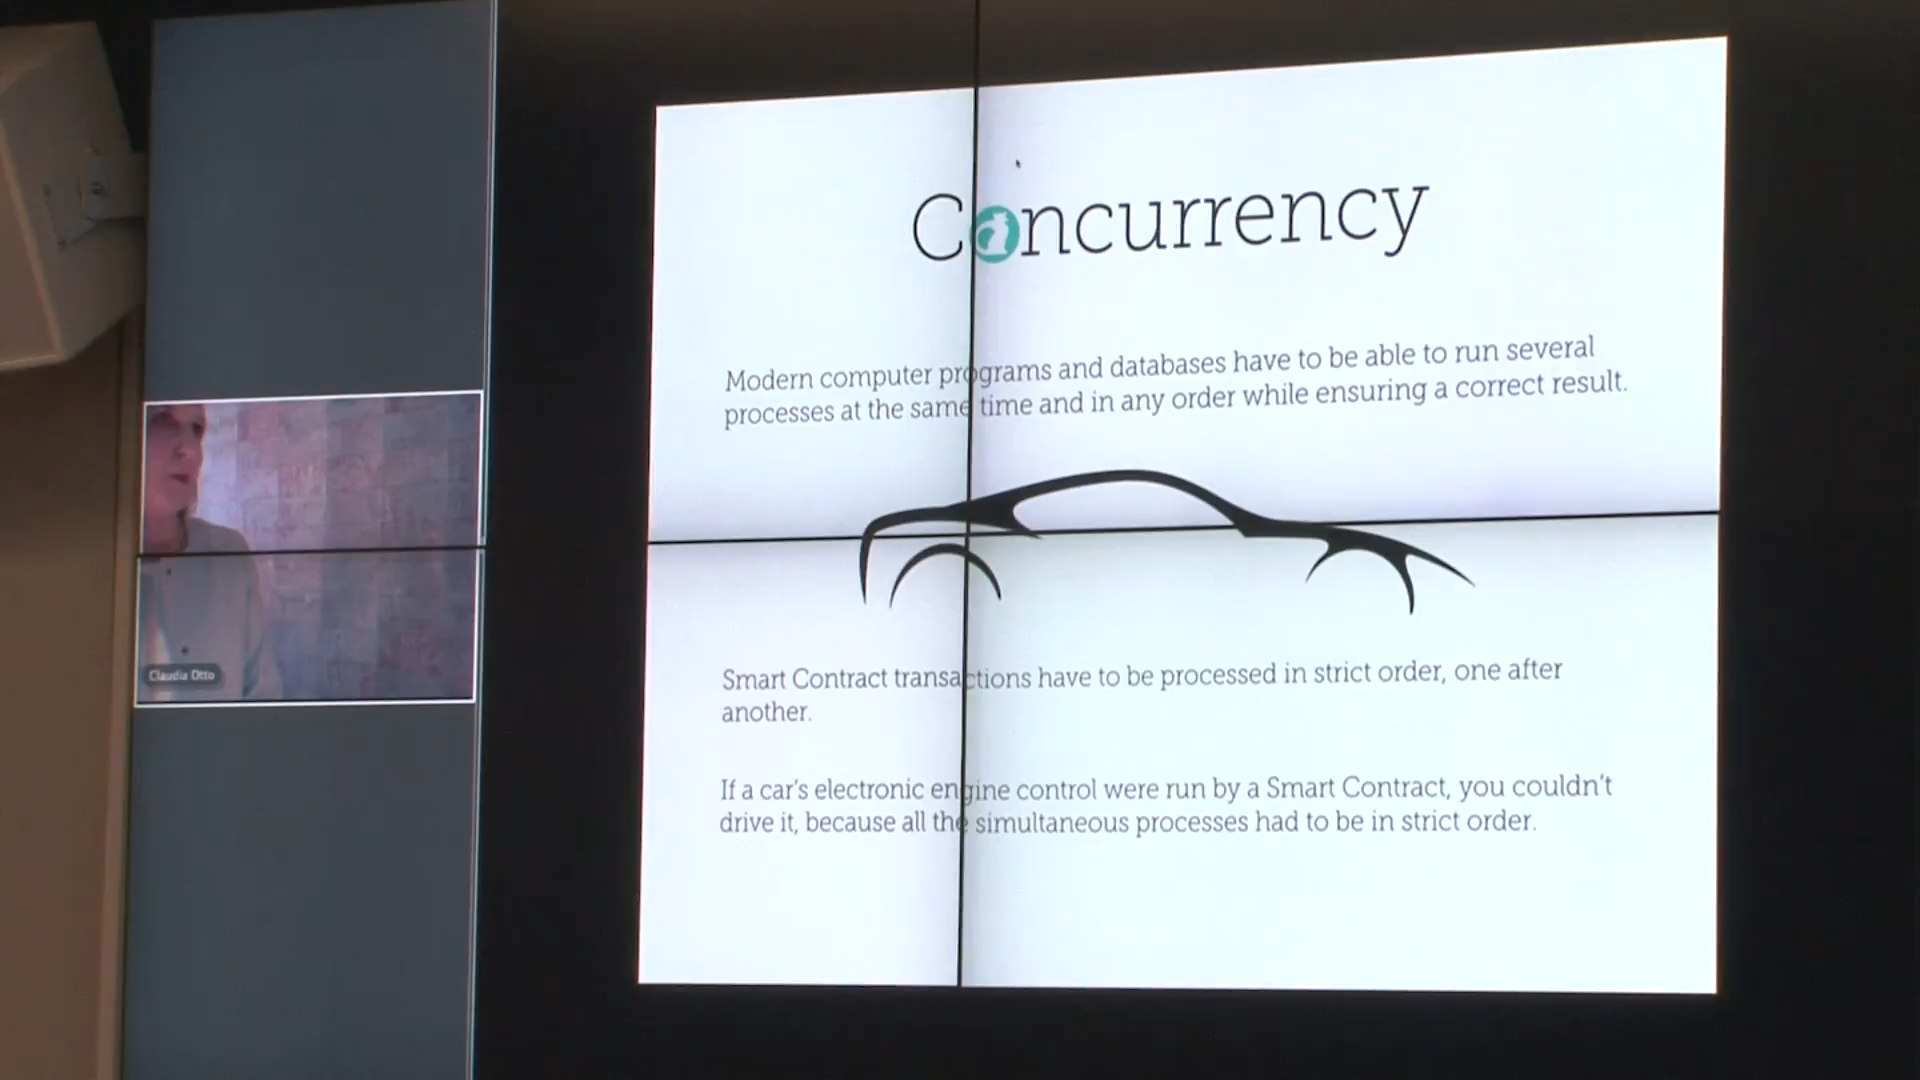 Concurrency
Modern computer programs and databases have to be able to run several
processes at the same time and in any order while ensuring a correct result.
Smart Contract transactions have to be processed in strict order, one after
another.
If a car's electronic engine control were run by a Smart Contract, you couldn't
drive it, because all the simultaneous processes had to be in strict order.
Claudia Otto